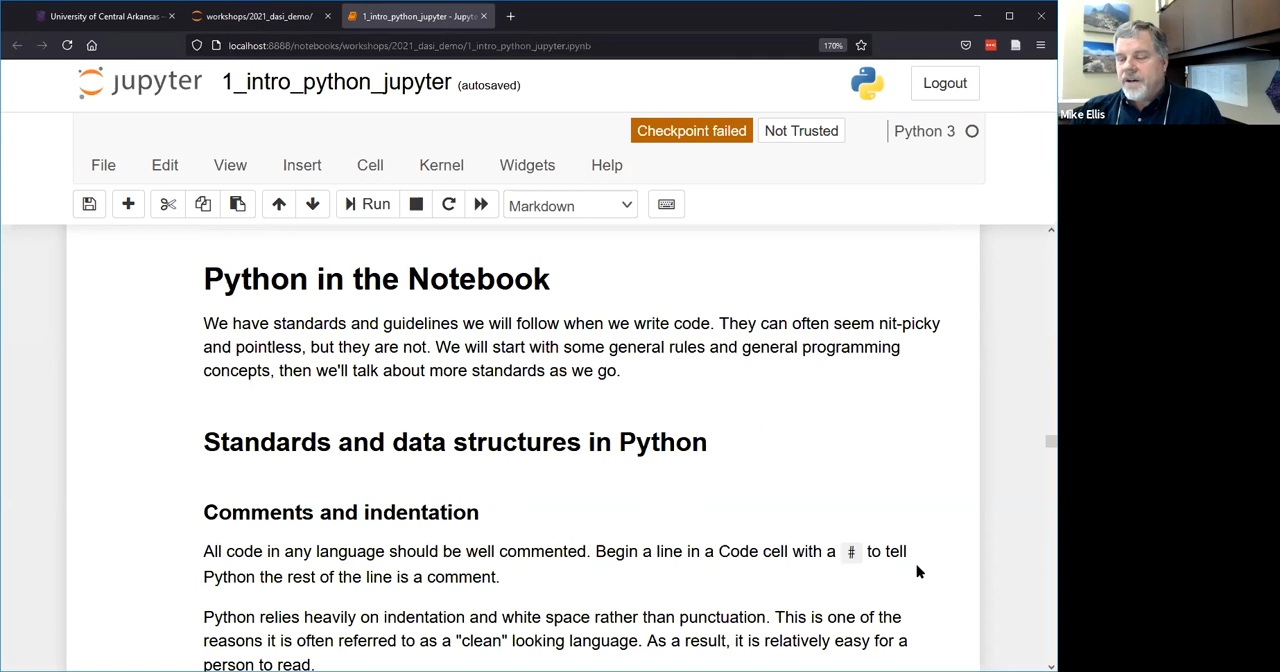 University of Central Arkansas –
workshops/2021_dasi_demo/
1_intro_python_jupyter - Jupyte
localhost:8888/notebooks/workshops/2021_dasi_demo/1_intro_python_jupyter.ipynb
170%
jupyter
1_intro_python_jupyter (autosaved)
Logout
Mike Ellis
Checkpoint failed
Not Trusted
Python 3
File Edit View Insert Cell Kernel Widgets Help
Run
Markdown
Python in the Notebook
We have standards and guidelines we will follow when we write code. They can often seem nit-picky
and pointless, but they are not. We will start with some general rules and general programming
concepts, then we'll talk about more standards as we go.
Standards and data structures in Python
Comments and indentation
All code in any language should be well commented. Begin a line in a Code cell with a # to tell
Python the rest of the line is a comment.
Python relies heavily on indentation and white space rather than punctuation. This is one of the
reasons it is often referred to as a "clean" looking language. As a result, it is relatively easy for a
person to read.